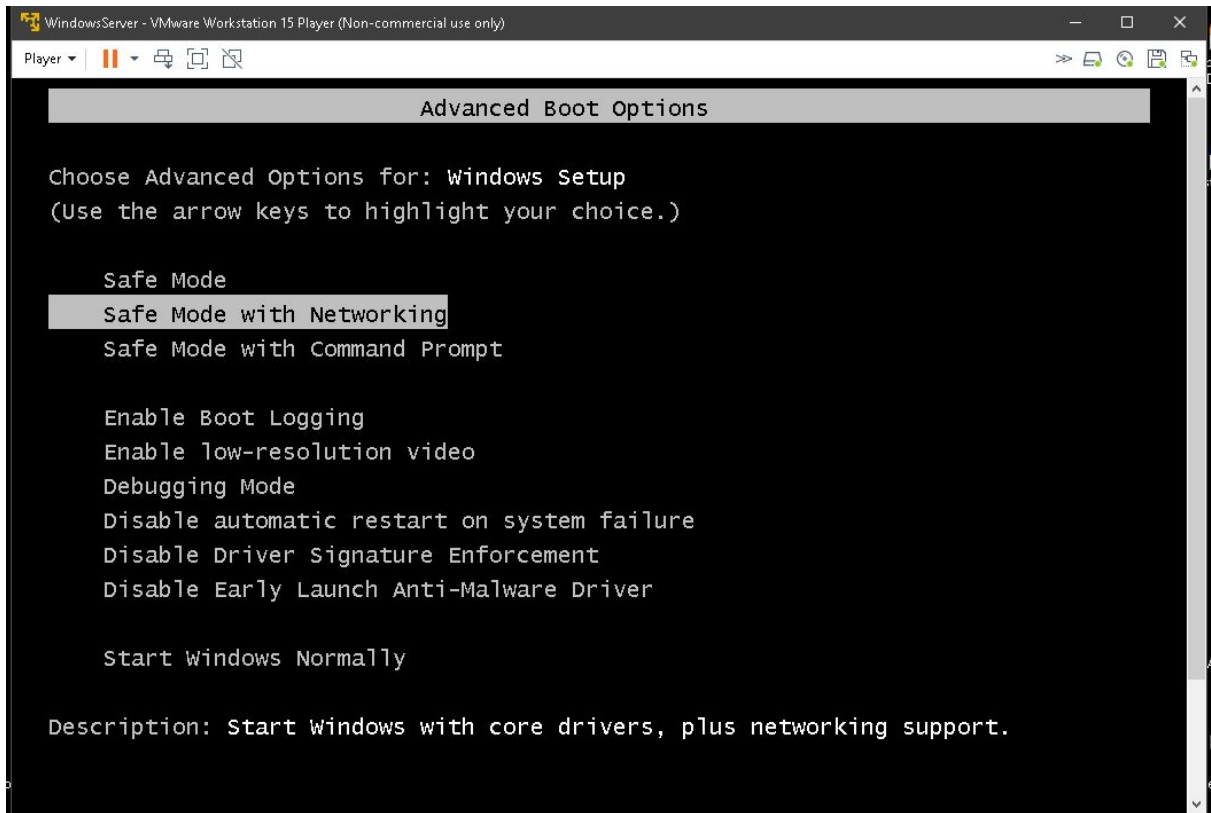 WindowsServer - VMware Workstation 15 Player (Non-commercial use only)
Player
Advanced Boot Options
Choose Advanced Options for: Windows Setup
(Use the arrow keys to highlight your choice.)
Safe Mode
Safe Mode with Networking
Safe Mode with Command Prompt
Enable Boot Logging
Enable low-resolution video
Debugging Mode
Disable automatic restart on system failure
Disable Driver Signature Enforcement
Disable Early Launch Anti-Malware Driver
Start Windows Normally
Description: Start Windows with core drivers, plus networking support.